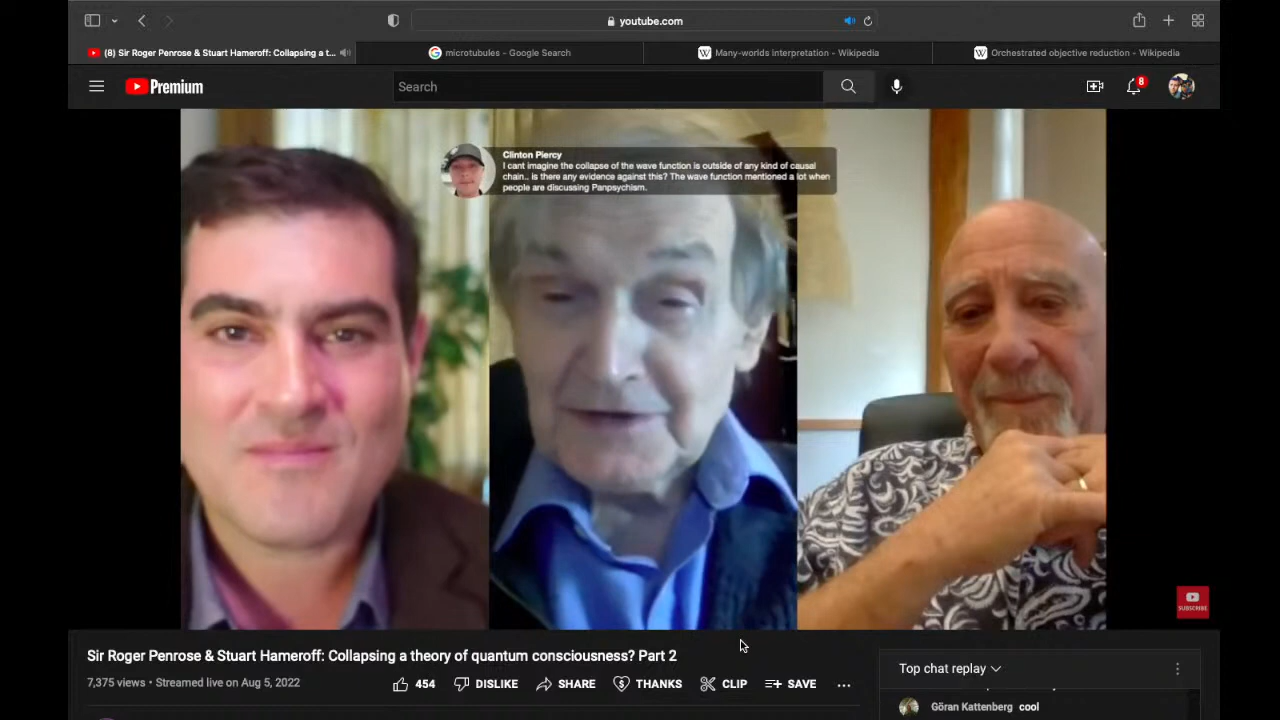 youtube.com
(8) Sir Roger Penrose & Stuart Hameroff: Collapsing a t...
microtubules - Google Search
Many-worlds interpretation - Wikipedia
Orchestrated objective reduction - Wikipedia
Premium
Search
8
Clinton Piercy
I cant imagine the collapse of the wave function is outside of any kind of causal
chain.. is there any evidence against this? The wave function mentioned a lot when
people are discussing Panpsychism.
SUBSCRIBE
Sir Roger Penrose & Stuart Hameroff: Collapsing a theory of quantum consciousness? Part 2
7,375 views • Streamed live on Aug 5, 2022
454
DISLIKE
SHARE
THANKS
CLIP
SAVE
Top chat replay
Göran Kattenberg cool